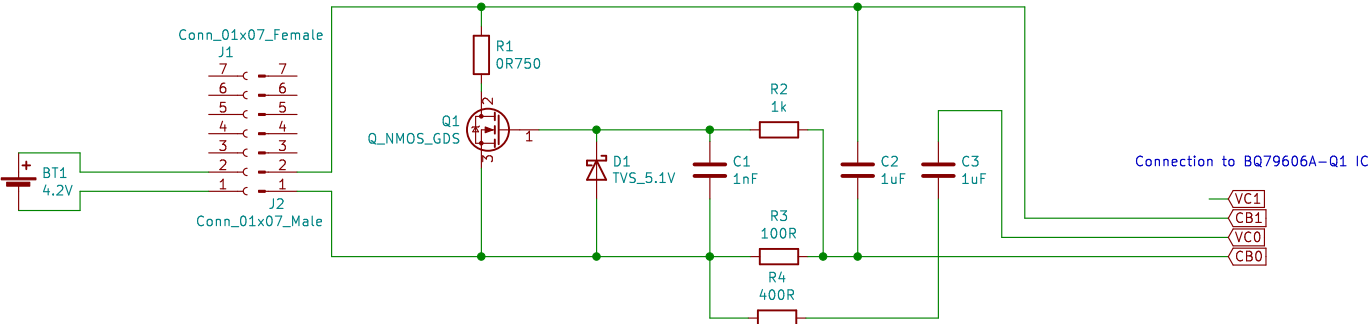 Conn_01x07_Female
J1
7 7
6 6
5 5
4 4
3 3
2 2
1 1
J2
Conn_01x07_Male
+
BT1
4.2V
R1
0R750
2
Q1
Q_NMOS_GDS
1
3
D1
TVS_5.1V
C1
1nF
R2
1k
R3
100R
R4
400R
C2
1uF
C3
1uF
Connection to BQ79606A-Q1 IC
VC1
CB1
VC0
CB0